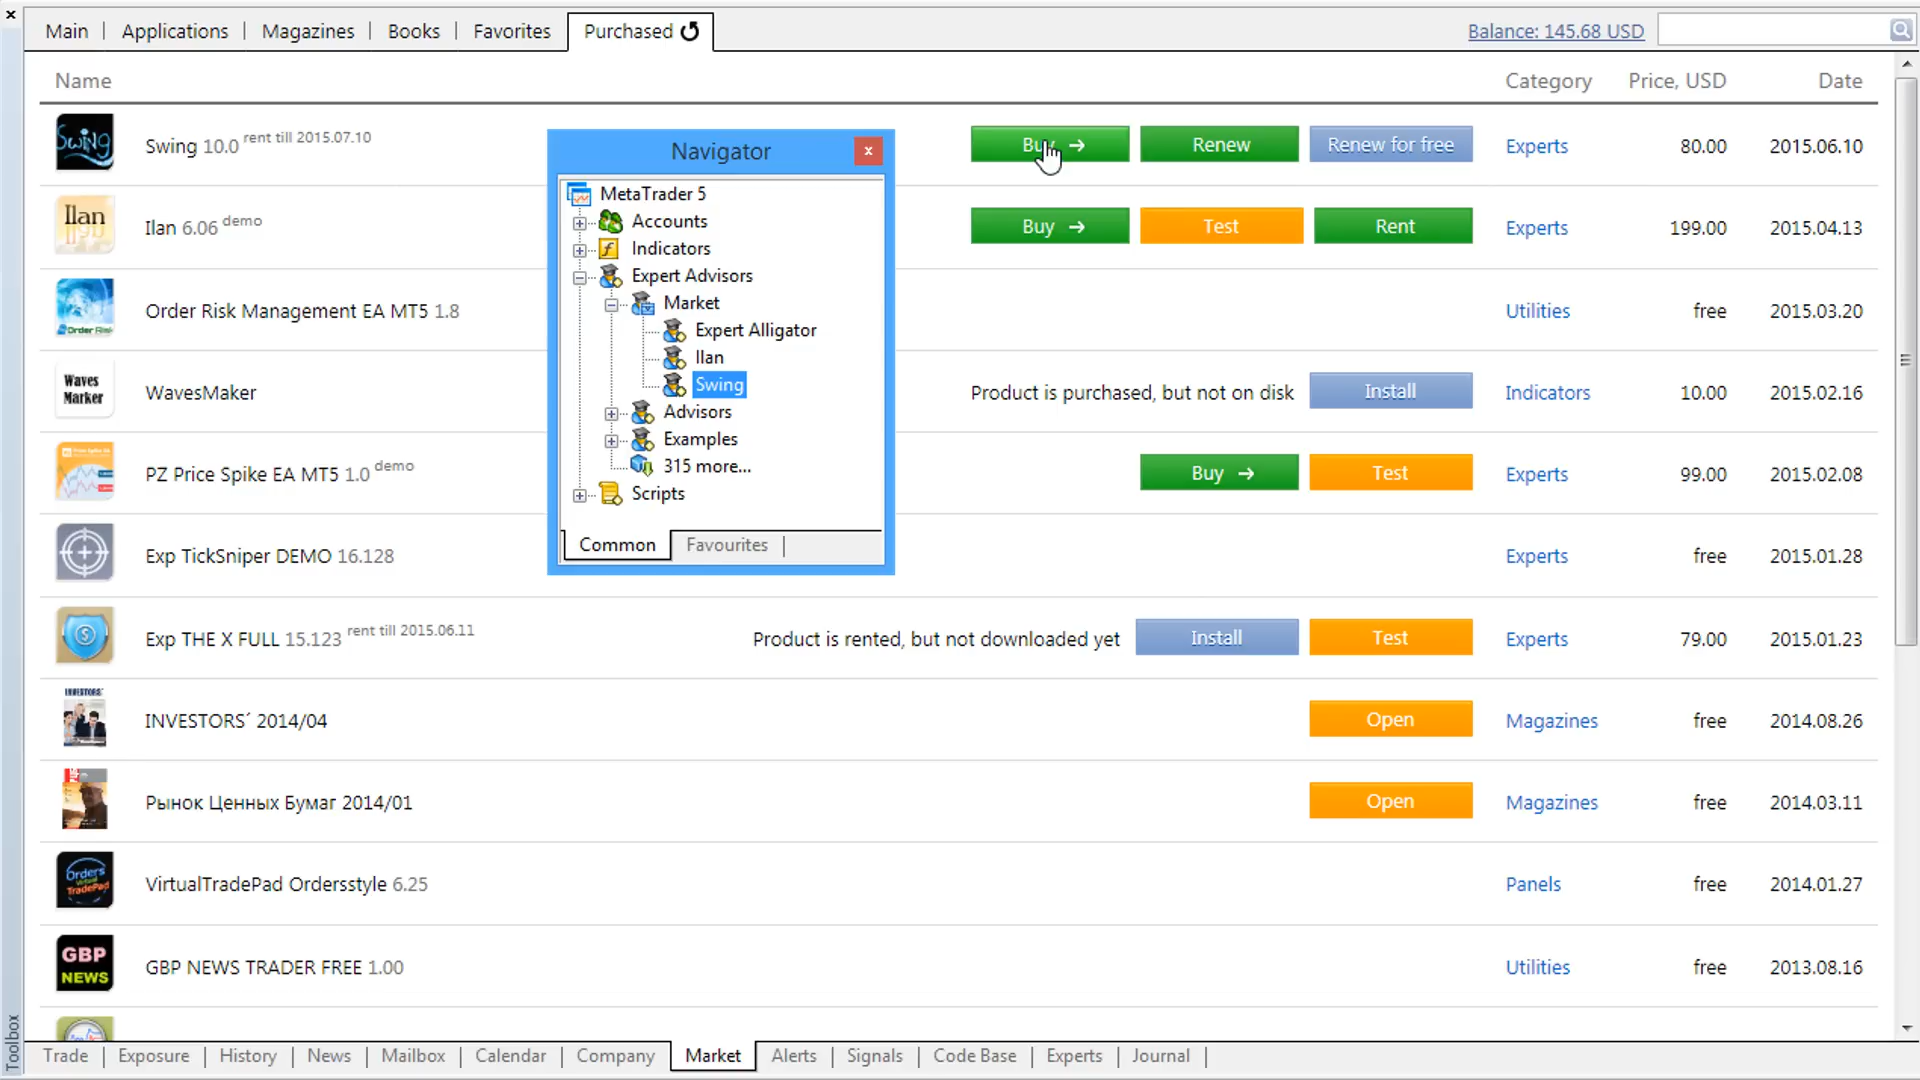 Main | Applications | Magazines | Books | Favorites Purchased Balance: 145.68 USD
Name Category Price, USD Date
Swing Swing 10.0 rent till 2015.07.10 Buy → Renew Renew for free Experts 80.00 2015.06.10
Ilan Ilan 6.06 demo Buy → Test Rent Experts 199.00 2015.04.13
Order Risk Order Risk Management EA MT5 1.8 Utilities free 2015.03.20
Waves Marker WavesMaker Product is purchased, but not on disk Install Indicators 10.00 2015.02.16
PZ Price Spike EA MT5 1.0 demo Buy → Test Experts 99.00 2015.02.08
Exp TickSniper DEMO 16.128 Experts free 2015.01.28
Exp THE X FULL 15.123 rent till 2015.06.11 Product is rented, but not downloaded yet Install Test Experts 79.00 2015.01.23
INVESTORS´ INVESTORS´ 2014/04 Open Magazines free 2014.08.26
Рынок Ценных Бумаг 2014/01 Open Magazines free 2014.03.11
Orders Virtual TradePad VirtualTradePad Ordersstyle 6.25 Panels free 2014.01.27
GBP NEWS GBP NEWS TRADER FREE 1.00 Utilities free 2013.08.16
Navigator x
MetaTrader 5
Accounts
Indicators
Expert Advisors
Market
Expert Alligator
Ilan
Swing
Advisors
Examples
315 more...
Scripts
Common Favourites |
Toolbox
Trade | Exposure | History | News | Mailbox | Calendar | Company Market Alerts | Signals | Code Base | Experts | Journal |